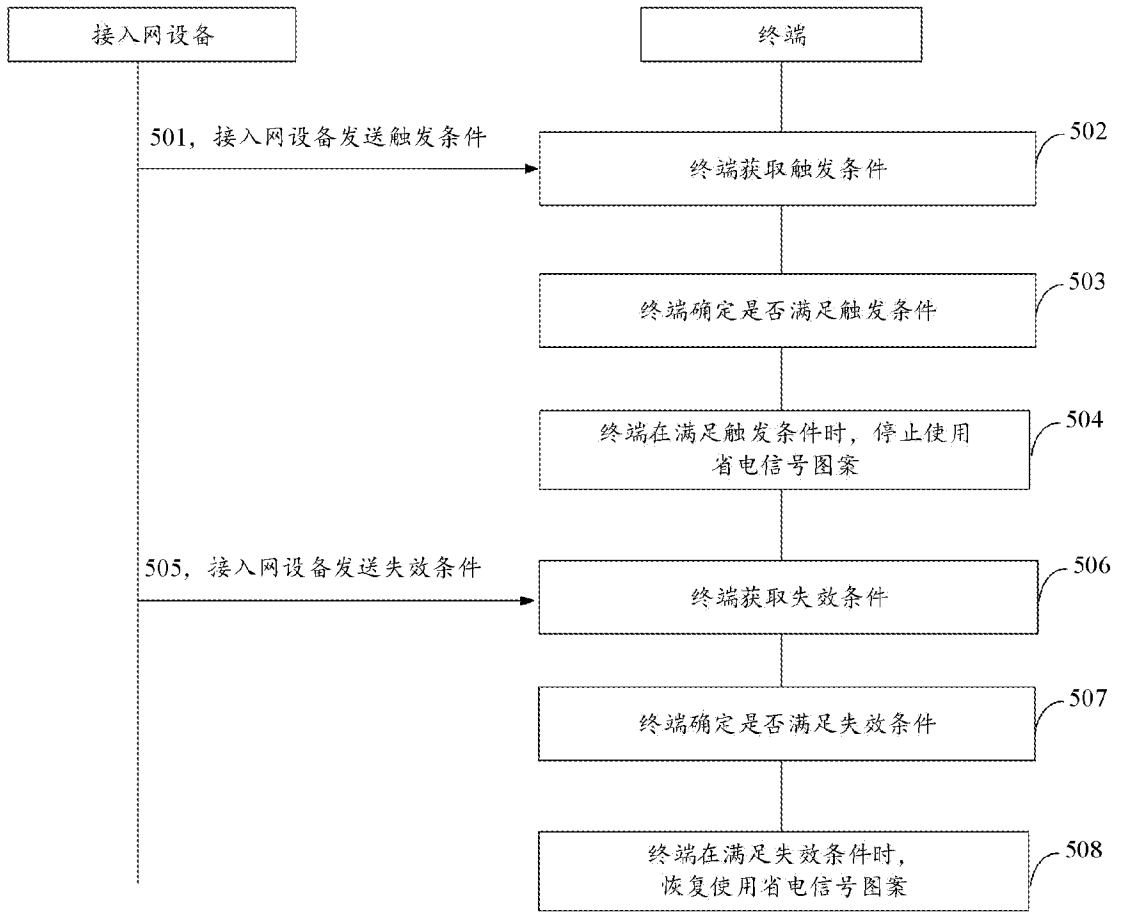 接入网设备
终端
501，接入网设备发送触发条件
502
终端获取触发条件
503
终端确定是否满足触发条件
504
终端在满足触发条件时，停止使用
省电信号图案
505，接入网设备发送失效条件
506
终端获取失效条件
507
终端确定是否满足失效条件
508
终端在满足失效条件时，
恢复使用省电信号图案